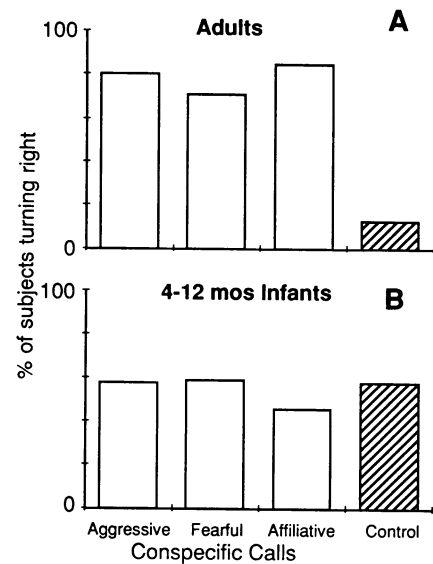 100
Adults
A
0
% of subjects turning right
100
4-12 mos Infants
B
0
Aggressive Fearful Affiliative Control
Conspecific Calls